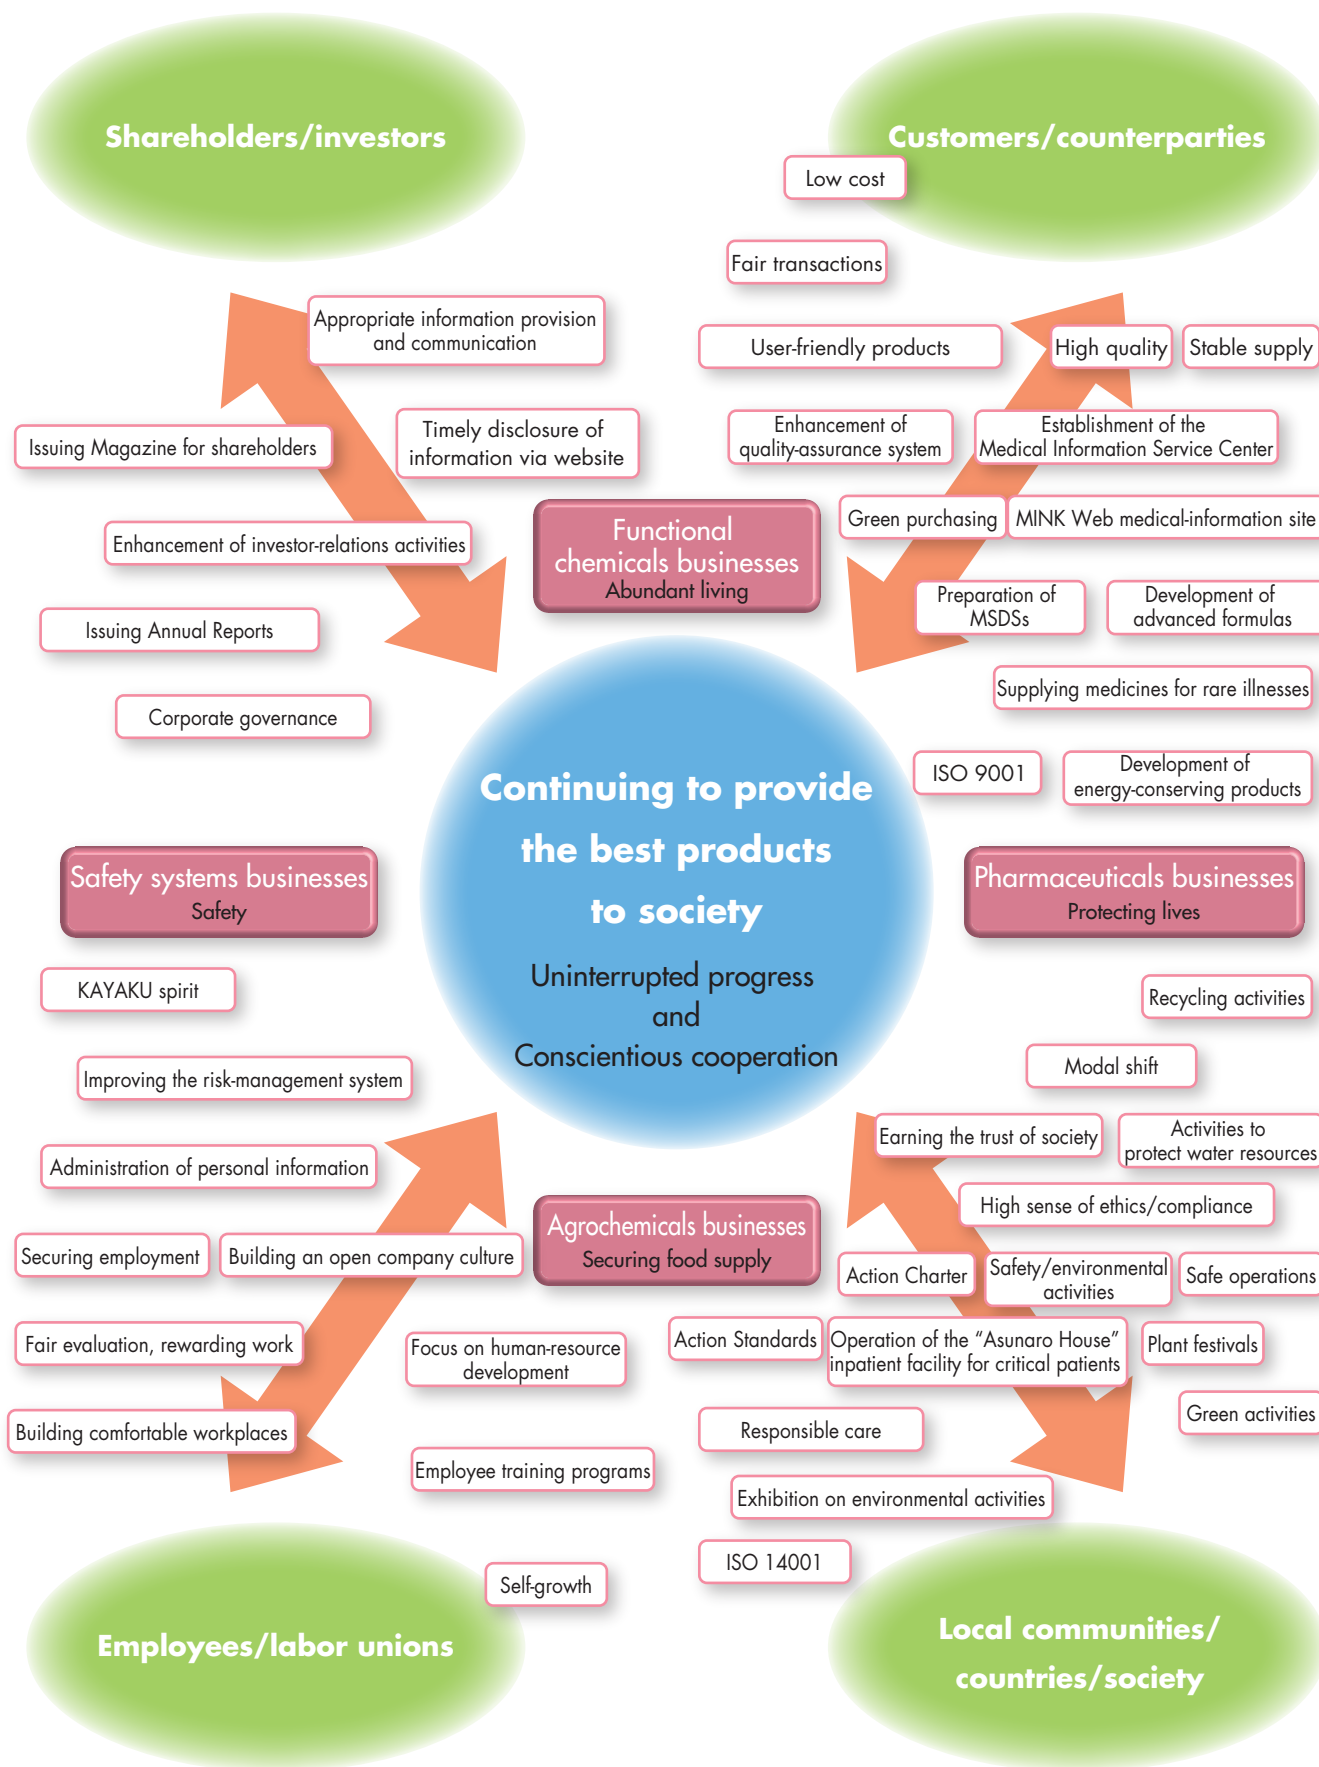 Shareholders/investors
Customers/counterparties
Low cost
Fair transactions
Appropriate information provision
and communication
User-friendly products
High quality
Stable supply
Issuing Magazine for shareholders
Timely disclosure of
information via website
Enhancement of
quality-assurance system
Establishment of the
Medical Information Service Center
Enhancement of investor-relations activities
Functional
chemicals businesses
Abundant living
Green purchasing
MINK Web medical-information site
Preparation of
MSDSs
Development of
advanced formulas
Issuing Annual Reports
Supplying medicines for rare illnesses
Corporate governance
ISO 9001
Development of
energy-conserving products
Continuing to provide
the best products
to society
Uninterrupted progress
and
Conscientious cooperation
Safety systems businesses
Safety
Pharmaceuticals businesses
Protecting lives
KAYAKU spirit
Recycling activities
Improving the risk-management system
Modal shift
Administration of personal information
Earning the trust of society
Activities to
protect water resources
High sense of ethics/compliance
Securing employment
Building an open company culture
Agrochemicals businesses
Securing food supply
Action Charter
Safety/environmental
activities
Safe operations
Fair evaluation, rewarding work
Focus on human-resource
development
Action Standards
Operation of the “Asunaro House”
inpatient facility for critical patients
Plant festivals
Green activities
Building comfortable workplaces
Responsible care
Employee training programs
Exhibition on environmental activities
ISO 14001
Self-growth
Employees/labor unions
Local communities/
countries/society